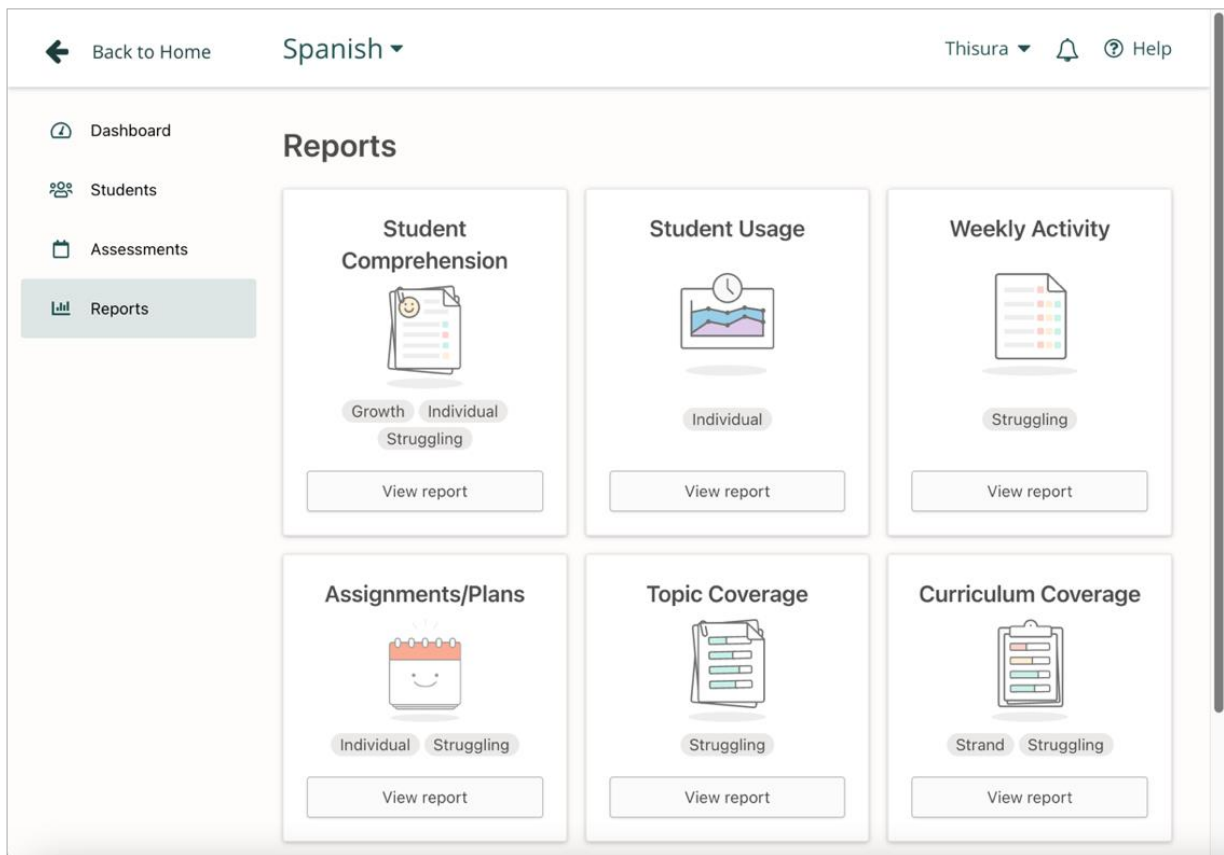 Back to Home
Spanish
Thisura
Help
Dashboard
Students
Assessments
Reports
Reports
Student
Comprehension
Growth Individual
Struggling
View report
Student Usage
Individual
View report
Weekly Activity
Struggling
View report
Assignments/Plans
Individual Struggling
View report
Topic Coverage
Struggling
View report
Curriculum Coverage
Strand Struggling
View report